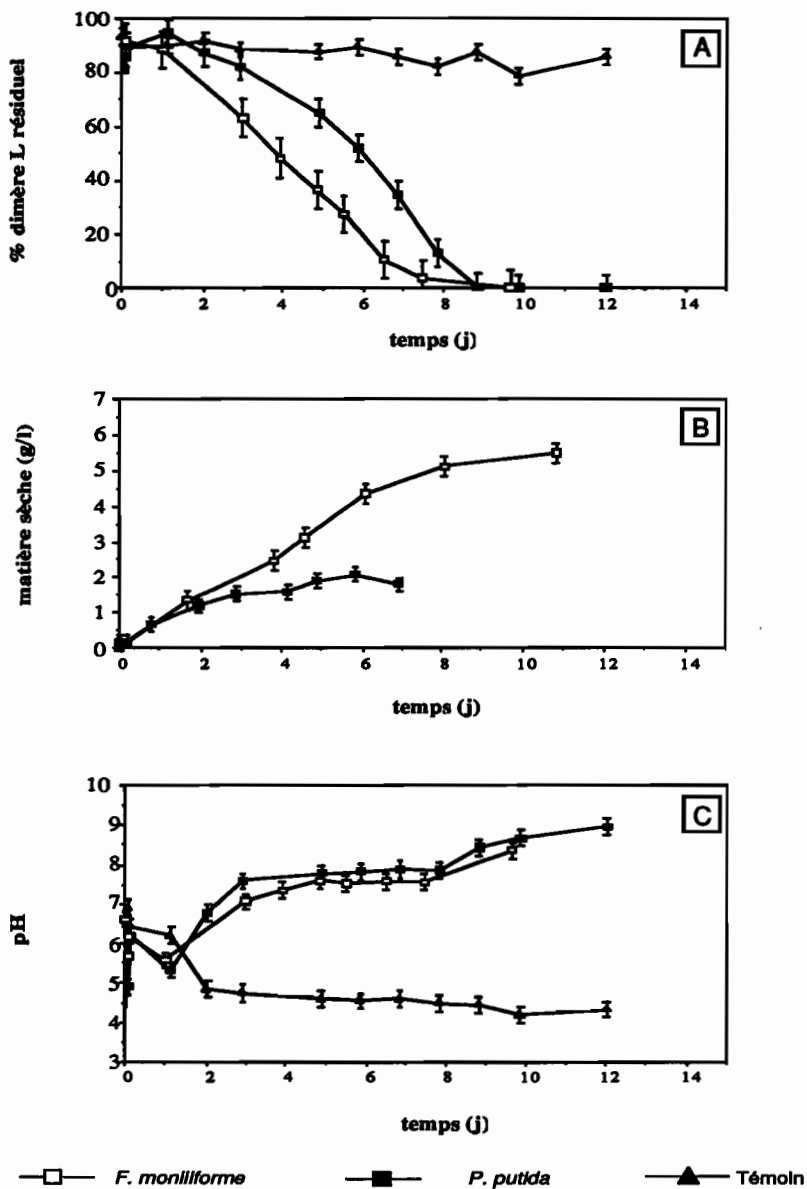 100
80
60
40
20
0
% dimère L résiduel
A
0 2 4 6 8 10 12 14
temps (j)
7
6
5
4
3
2
1
0
matière sèche (g/l)
B
0 2 4 6 8 10 12 14
temps (j)
10
9
8
7
6
5
4
3
pH
C
0 2 4 6 8 10 12 14
temps (j)
F. moniliforme P. putida Témoin